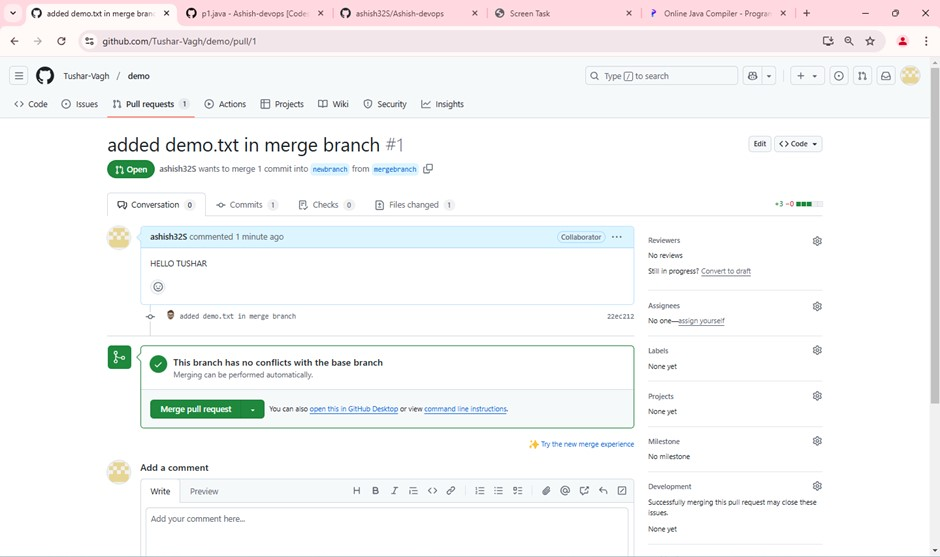 added demo.txt in merge branch
p1.java - Ashish-devops [Code
ashish32S/Ashish-devops
Screen Task
Online Java Compiler - Program
github.com/Tushar-Vagh/demo/pull/1
Tushar-Vagh / demo
Type / to search
Code Issues Pull requests 1 Actions Projects Wiki Security Insights
added demo.txt in merge branch #1
Edit <> Code
Open ashish32S wants to merge 1 commit into newbranch from mergebranch
Conversation 0 Commits 1 Checks 0 Files changed 1
+3 −0
ashish32S commented 1 minute ago Collaborator ...
HELLO TUSHAR
added demo.txt in merge branch 22ec212
This branch has no conflicts with the base branch
Merging can be performed automatically.
Merge pull request You can also open this in GitHub Desktop or view command line instructions.
Try the new merge experience
Add a comment
Write Preview H B I
Add your comment here...
Reviewers
No reviews
Still in progress? Convert to draft
Assignees
No one—assign yourself
Labels
None yet
Projects
None yet
Milestone
No milestone
Development
Successfully merging this pull request may close these
issues.
None yet